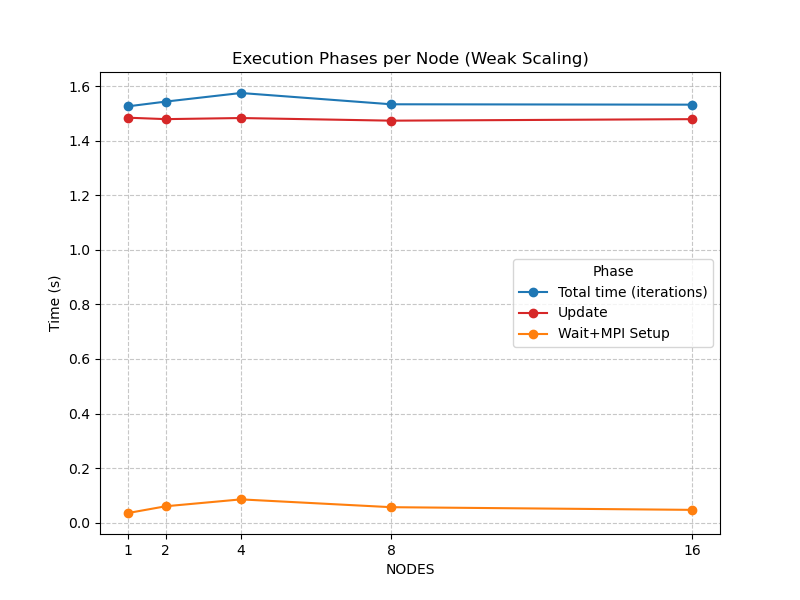 Execution Phases per Node (Weak Scaling)
1.6
1.4
1.2
1.0
0.8
0.6
0.4
0.2
0.0
Time (s)
Phase
Total time (iterations)
Update
Wait+MPI Setup
1 2 4 8 16
NODES